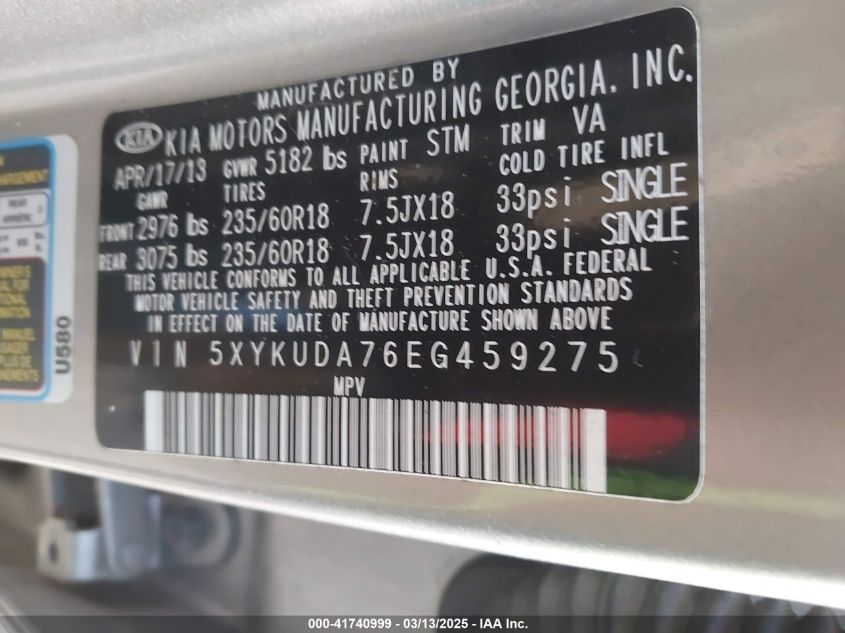 MANUFACTURED BY
KIA KIA MOTORS MANUFACTURING GEORGIA, INC.
APR/17/13 GVWR 5182 lbs PAINT STM TRIM VA
GAWR TIRES RIMS COLD TIRE INFL
FRONT 2976 lbs 235/60R18 7.5JX18 33psi SINGLE
REAR 3075 lbs 235/60R18 7.5JX18 33psi SINGLE
THIS VEHICLE CONFORMS TO ALL APPLICABLE U.S.A. FEDERAL
MOTOR VEHICLE SAFETY AND THEFT PREVENTION STANDARDS
IN EFFECT ON THE DATE OF MANUFACTURE SHOWN ABOVE
VIN 5XYKUDA76EG459275
MPV
U580
000-41740999 - 03/13/2025 - IAA Inc.